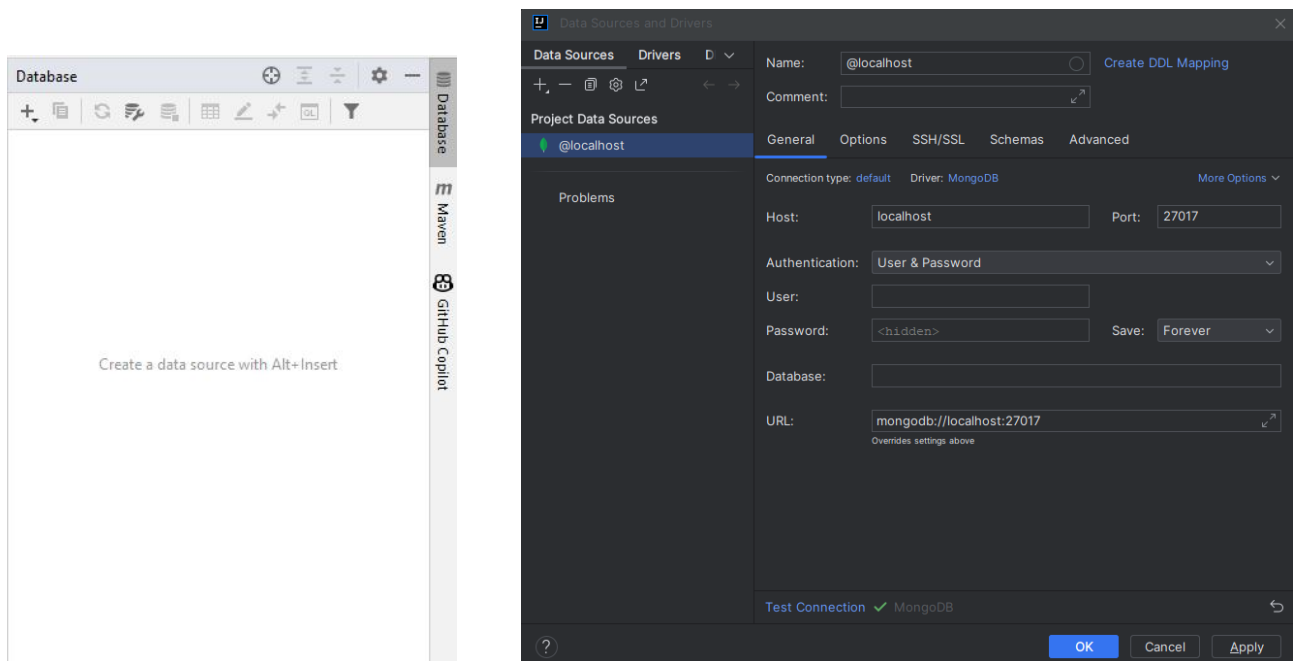 Database
QL
Create a data source with Alt+Insert
Database
m
Maven
GitHub Copilot
IJ
Data Sources and Drivers
Data Sources Drivers D
Project Data Sources
@localhost
Problems
Name: @localhost Create DDL Mapping
Comment:
General Options SSH/SSL Schemas Advanced
Connection type: default Driver: MongoDB More Options
Host: localhost Port: 27017
Authentication: User & Password
User:
Password: <hidden> Save: Forever
Database:
URL: mongodb://localhost:27017
Overrides settings above
Test Connection MongoDB
?
OK Cancel Apply